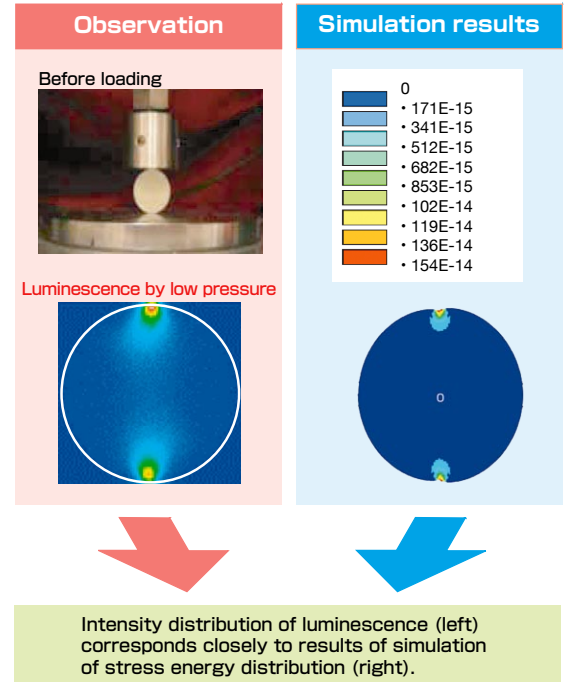 Observation
Simulation results
Before loading
0
・171E-15
・341E-15
・512E-15
・682E-15
・853E-15
・102E-14
・119E-14
・136E-14
・154E-14
Luminescence by low pressure
0
Intensity distribution of luminescence (left)
corresponds closely to results of simulation
of stress energy distribution (right).